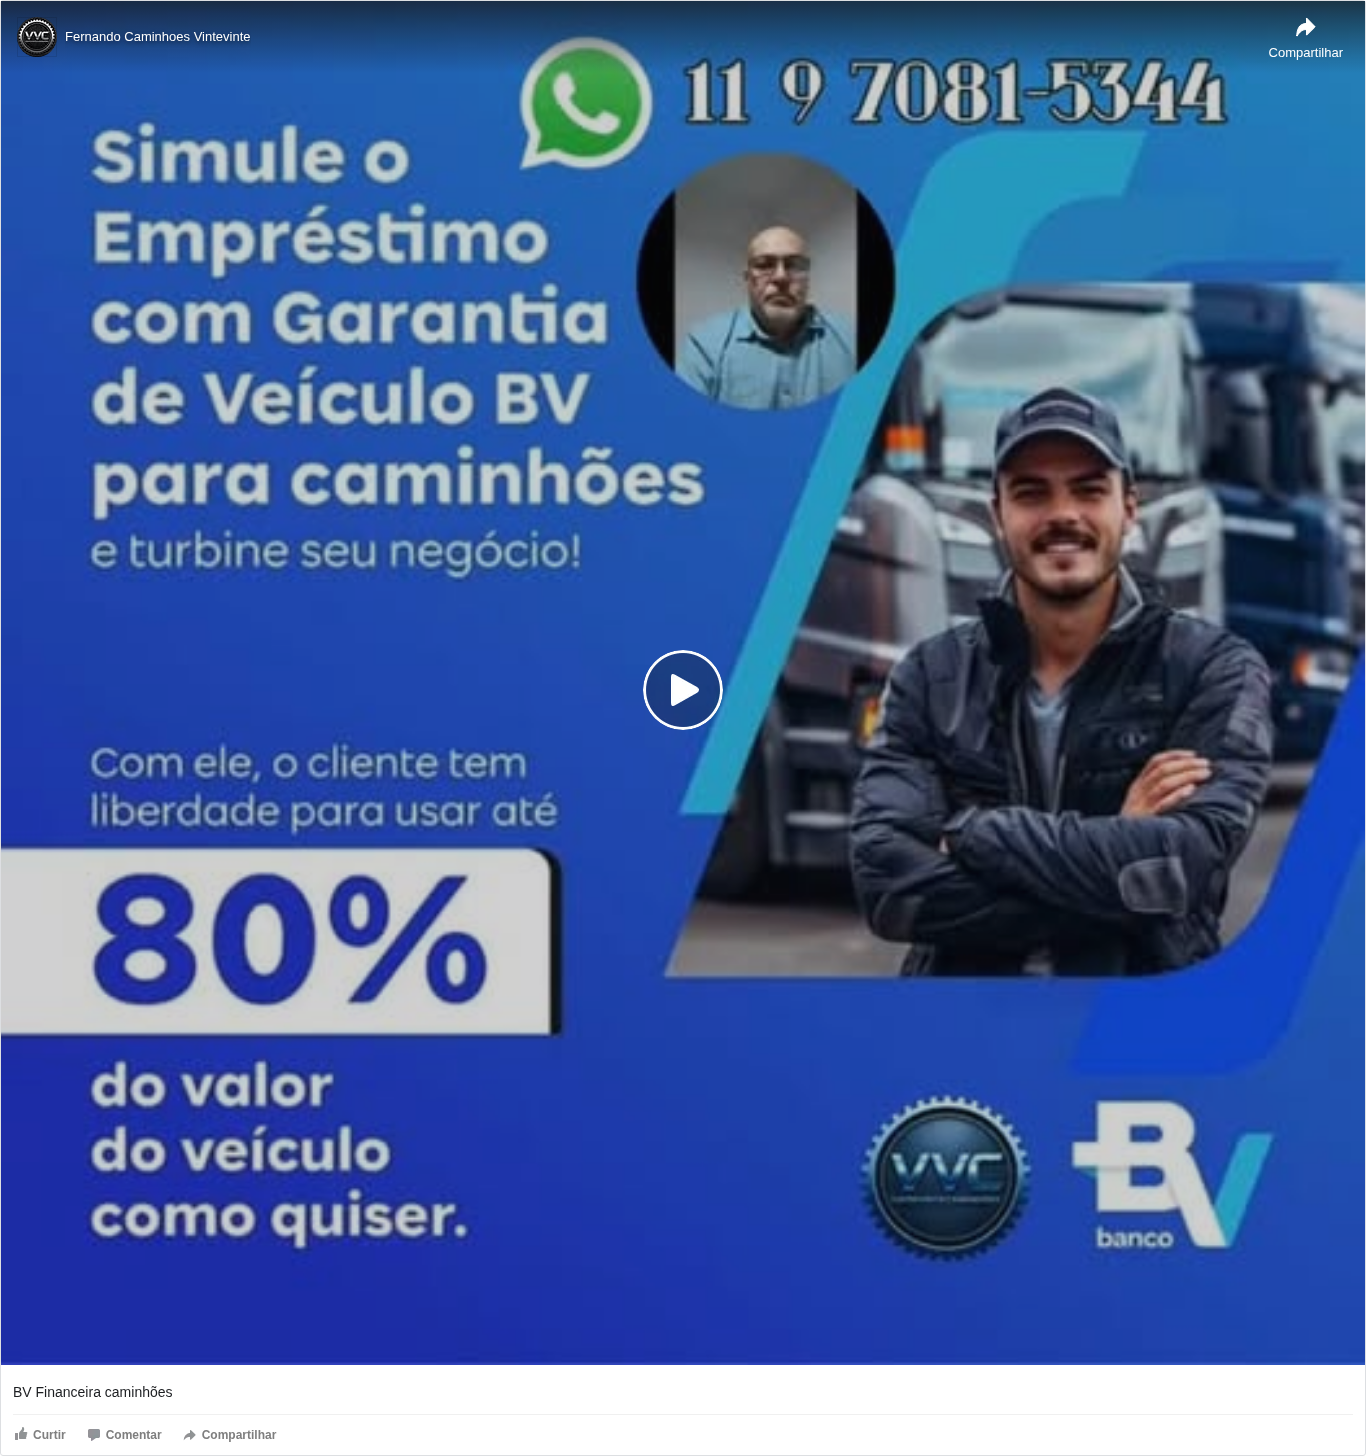 Fernando Caminhoes Vintevinte
Compartilhar
11 9 7081-5344
Simule o
Empréstimo
com Garantia
de Veículo BV
para caminhões
e turbine seu negócio!
Com ele, o cliente tem
liberdade para usar até
80%
do valor
do veículo
como quiser.
VVC
BV
banco
BV Financeira caminhões
Curtir Comentar Compartilhar